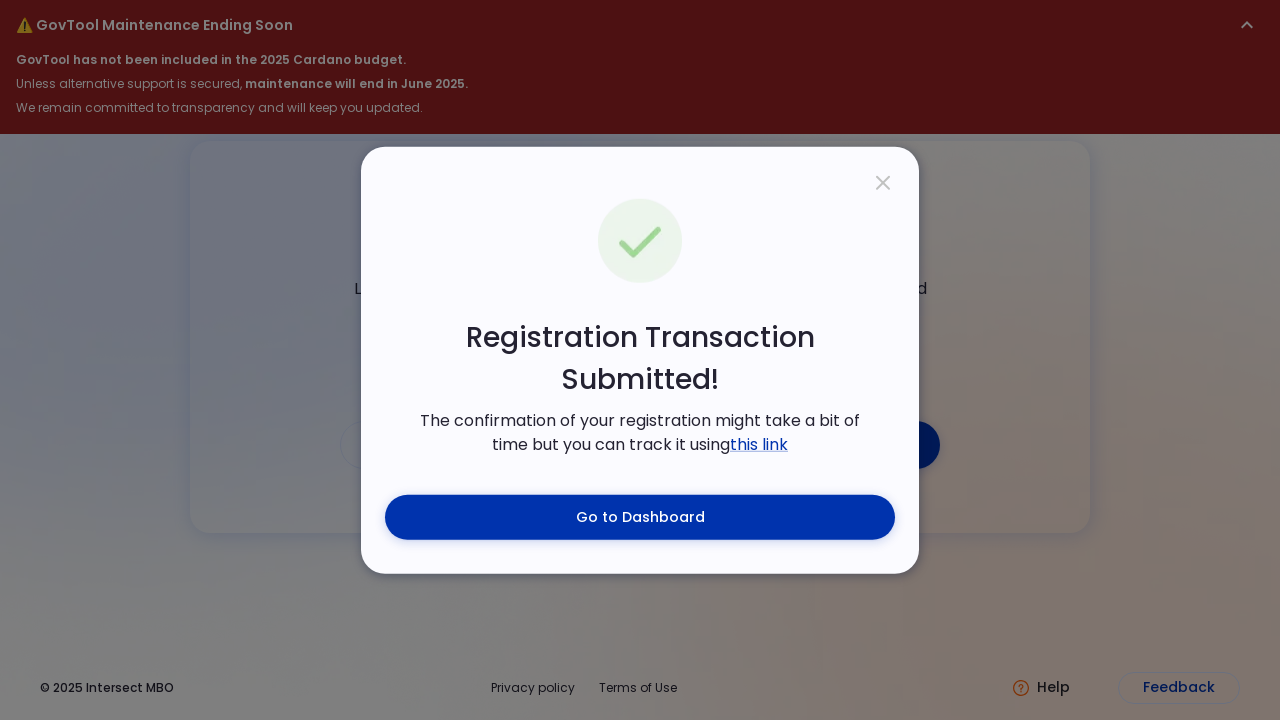 ⚠️ GovTool Maintenance Ending Soon
GovTool has not been included in the 2025 Cardano budget.
Unless alternative support is secured, maintenance will end in June 2025.
We remain committed to transparency and will keep you updated.
Registration Transaction
Submitted!
The confirmation of your registration might take a bit of
time but you can track it usingthis link
Go to Dashboard
© 2025 Intersect MBO
Privacy policy
Terms of Use
Help
Feedback